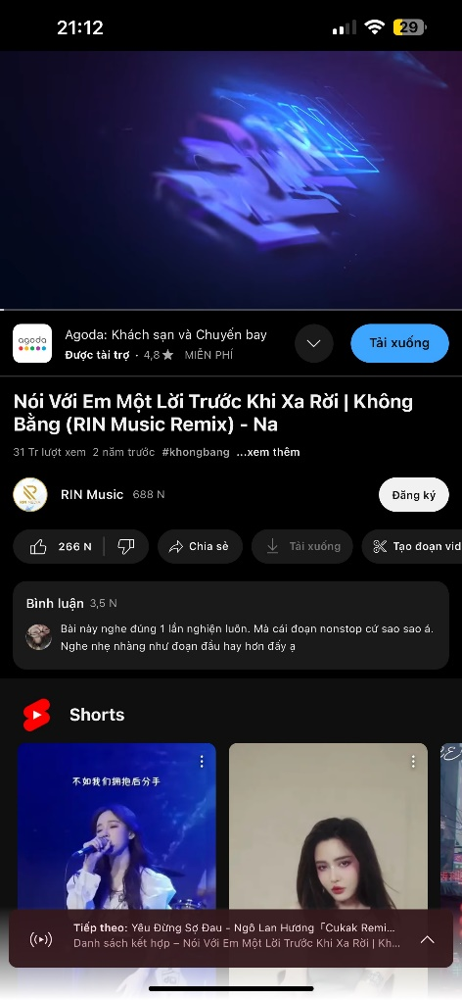 21:12
29
agoda
Agoda: Khách sạn và Chuyến bay
Được tài trợ · 4,8★ MIỄN PHÍ
Tải xuống
Nói Với Em Một Lời Trước Khi Xa Rời | Không
Bằng (RIN Music Remix) - Na
31 Tr lượt xem 2 năm trước #khongbang ...xem thêm
RIN Music 688 N
Đăng ký
266 N
Chia sẻ
Tải xuống
Tạo đoạn vid
Bình luận 3,5 N
Bài này nghe đúng 1 lần nghiện luôn. Mà cái đoạn nonstop cứ sao sao á.
Nghe nhẹ nhàng như đoạn đầu hay hơn đấy ạ
Shorts
不如我们拥抱后分手
Tiếp theo: Yêu Đừng Sợ Đau - Ngô Lan Hương「Cukak Remi...
Danh sách kết hợp – Nói Với Em Một Lời Trước Khi Xa Rời | Kh...